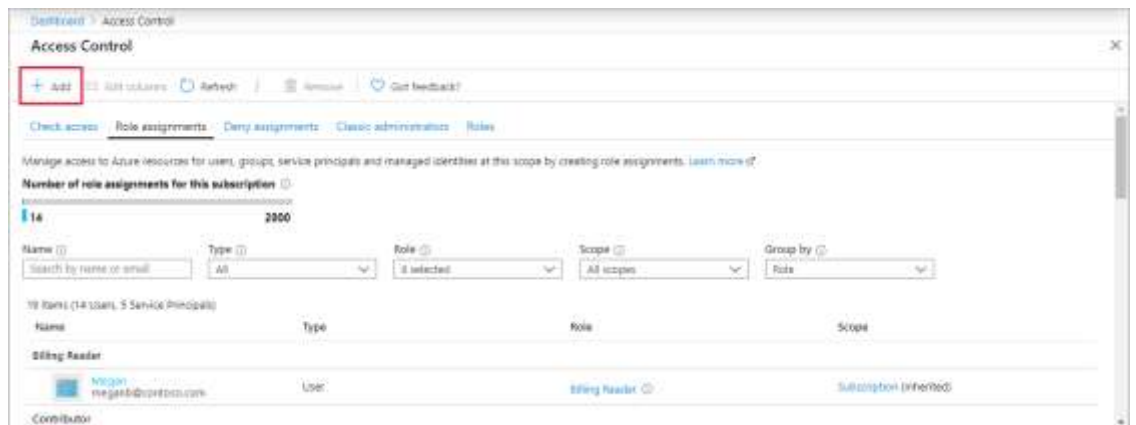 Dashboard > Access Control
Access Control
+ Add Edit columns Refresh Remove Got feedback?
Check access Role assignments Deny assignments Classic administrators Roles
Manage access to Azure resources for users, groups, service principals and managed identities at this scope by creating role assignments. Learn more
Number of role assignments for this subscription
14 2000
Name Type Role Scope Group by
Search by name or email All selected All scopes Role
19 items (14 Users, 5 Service Principals)
Name Type Role Scope
Billing Reader
Megan User Billing Reader Subscription (Inherited)
meganb@contoso.com
Contributor